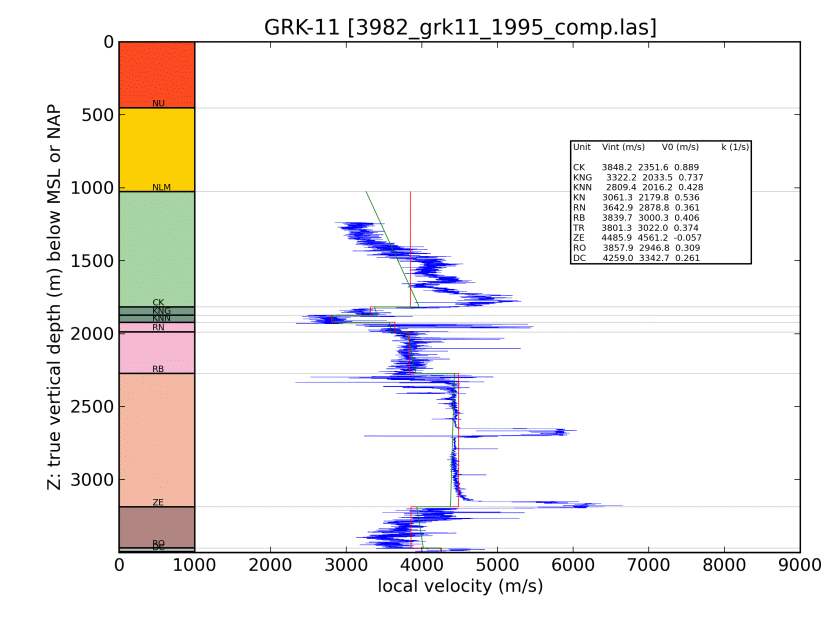 GRK-11 [3982_grk11_1995_comp.las]
0
500
1000
1500
2000
2500
3000
Z: true vertical depth (m) below MSL or NAP
NU
NLM
CK
KNG
KNN
RN
RB
ZE
RO
DC
Unit Vint (m/s) V0 (m/s) k (1/s)
CK 3848.2 2351.6 0.889
KNG 3322.2 2033.5 0.737
KNN 2809.4 2016.2 0.428
KN 3061.3 2179.8 0.536
RN 3642.9 2878.8 0.361
RB 3839.7 3000.3 0.406
TR 3801.3 3022.0 0.374
ZE 4485.9 4561.2 -0.057
RO 3857.9 2946.8 0.309
DC 4259.0 3342.7 0.261
0 1000 2000 3000 4000 5000 6000 7000 8000 9000
local velocity (m/s)